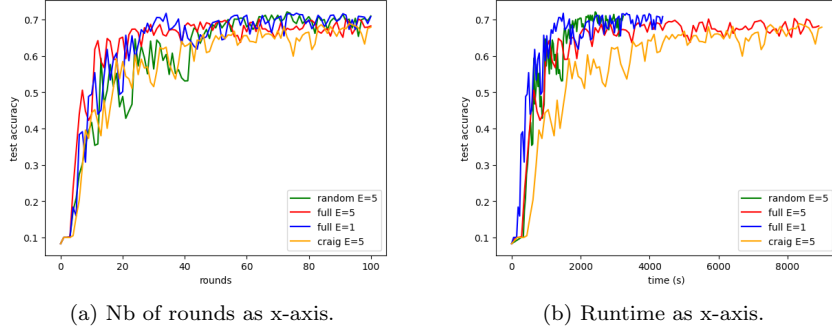 0.7
0.6
0.5
0.4
0.3
0.2
0.1
test accuracy
0 20 40 60 80 100
rounds
random E=5
full E=5
full E=1
craig E=5
(a) Nb of rounds as x-axis.
0.7
0.6
0.5
0.4
0.3
0.2
0.1
test accuracy
0 2000 4000 6000 8000
time (s)
random E=5
full E=5
full E=1
craig E=5
(b) Runtime as x-axis.